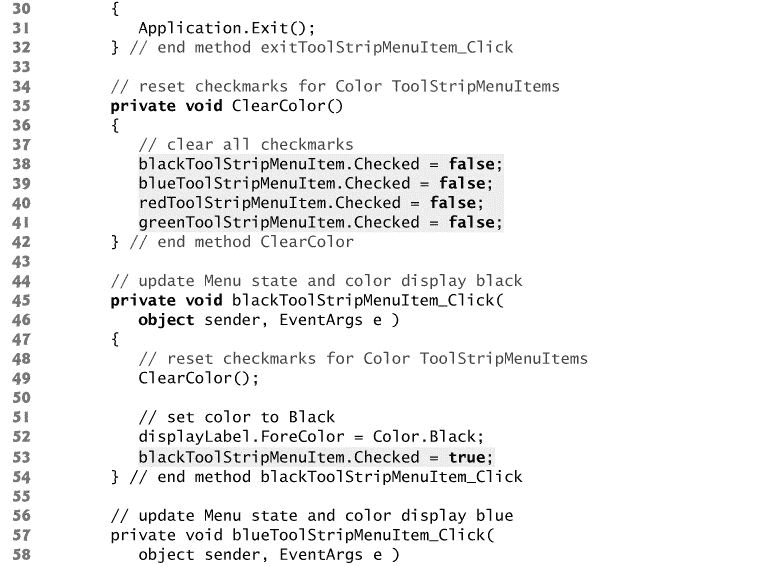 30 {
31 Application.Exit();
32 } // end method exitToolStripMenuItem_Click
33
34 // reset checkmarks for Color ToolStripMenuItems
35 private void ClearColor()
36 {
37 // clear all checkmarks
38 blackToolStripMenuItem.Checked = false;
39 blueToolStripMenuItem.Checked = false;
40 redToolStripMenuItem.Checked = false;
41 greenToolStripMenuItem.Checked = false;
42 } // end method ClearColor
43
44 // update Menu state and color display black
45 private void blackToolStripMenuItem_Click(
46 object sender, EventArgs e )
47 {
48 // reset checkmarks for Color ToolStripMenuItems
49 ClearColor();
50
51 // set color to Black
52 displayLabel.ForeColor = Color.Black;
53 blackToolStripMenuItem.Checked = true;
54 } // end method blackToolStripMenuItem_Click
55
56 // update Menu state and color display blue
57 private void blueToolStripMenuItem_Click(
58 object sender, EventArgs e )